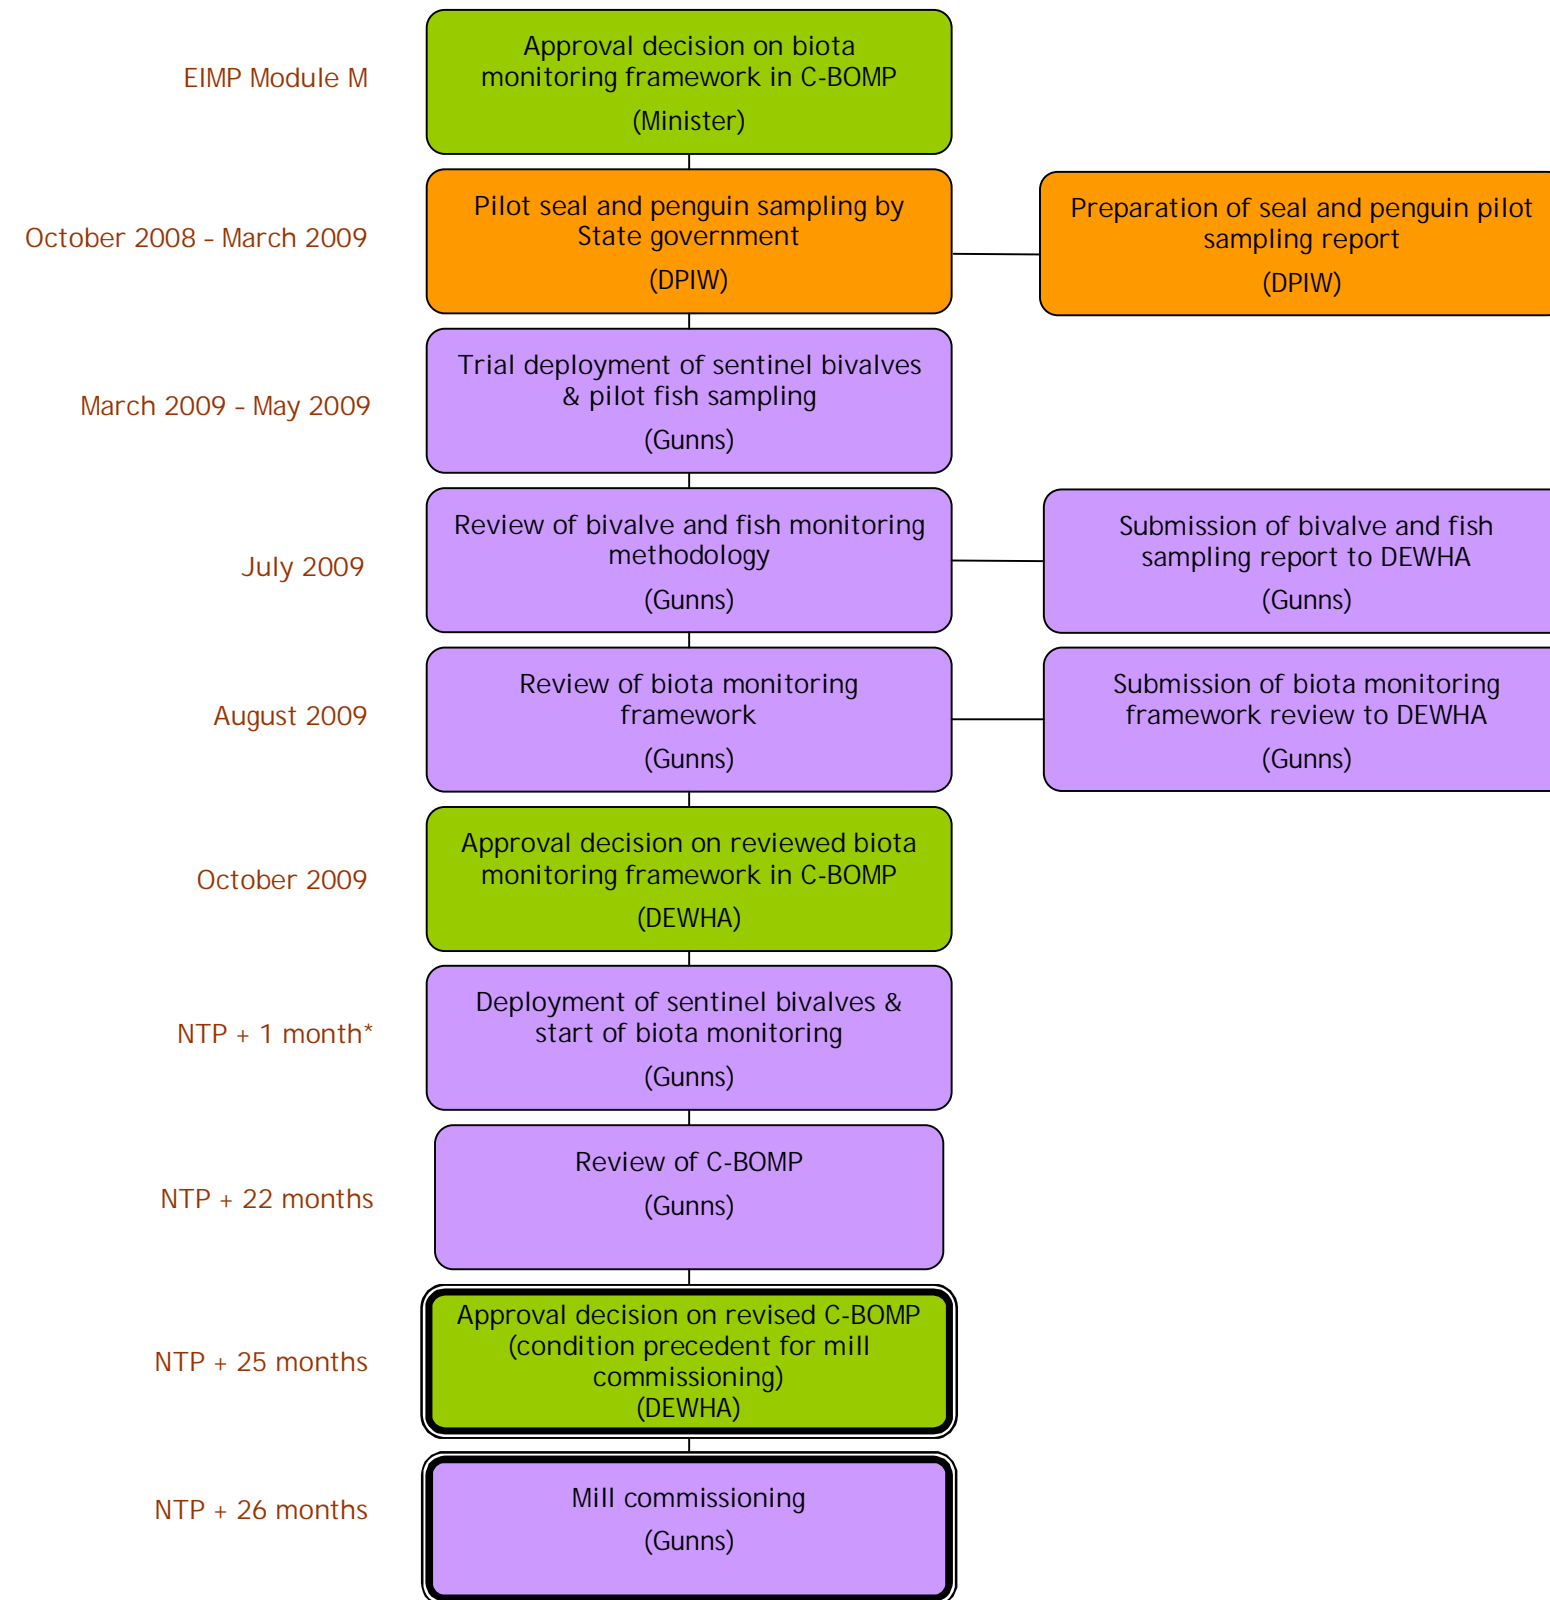 EIMP Module M
Approval decision on biota
monitoring framework in C-BOMP
(Minister)
October 2008 - March 2009
Pilot seal and penguin sampling by
State government
(DPIW)
Preparation of seal and penguin pilot
sampling report
(DPIW)
March 2009 - May 2009
Trial deployment of sentinel bivalves
& pilot fish sampling
(Gunns)
July 2009
Review of bivalve and fish monitoring
methodology
(Gunns)
Submission of bivalve and fish
sampling report to DEWHA
(Gunns)
August 2009
Review of biota monitoring
framework
(Gunns)
Submission of biota monitoring
framework review to DEWHA
(Gunns)
October 2009
Approval decision on reviewed biota
monitoring framework in C-BOMP
(DEWHA)
NTP + 1 month*
Deployment of sentinel bivalves &
start of biota monitoring
(Gunns)
NTP + 22 months
Review of C-BOMP
(Gunns)
NTP + 25 months
Approval decision on revised C-BOMP
(condition precedent for mill
commissioning)
(DEWHA)
NTP + 26 months
Mill commissioning
(Gunns)